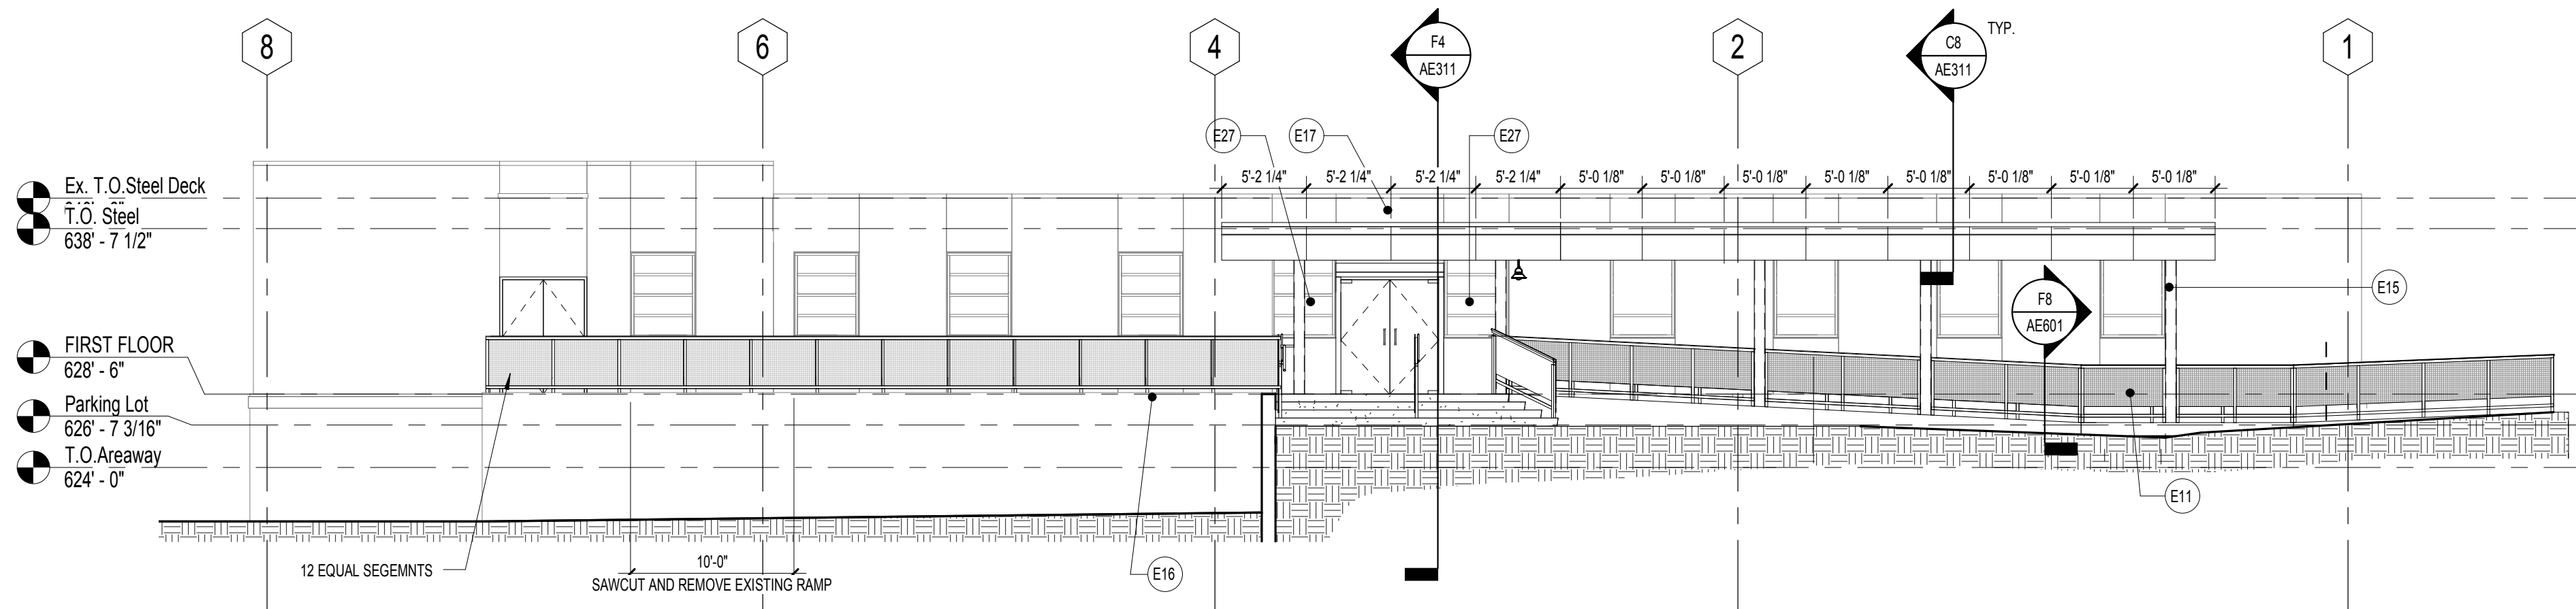 8
6
4
2
1
F4
AE311
C8
AE311
TYP.
E27
E17
E27
5'-2 1/4"
5'-2 1/4"
5'-2 1/4"
5'-2 1/4"
5'-0 1/8"
5'-0 1/8"
5'-0 1/8"
5'-0 1/8"
5'-0 1/8"
5'-0 1/8"
5'-0 1/8"
5'-0 1/8"
Ex. T.O.Steel Deck
T.O. Steel
638' - 7 1/2"
F8
AE601
E15
FIRST FLOOR
628' - 6"
Parking Lot
626' - 7 3/16"
T.O.Areaway
624' - 0"
E11
12 EQUAL SEGEMNTS
10'-0"
SAWCUT AND REMOVE EXISTING RAMP
E16